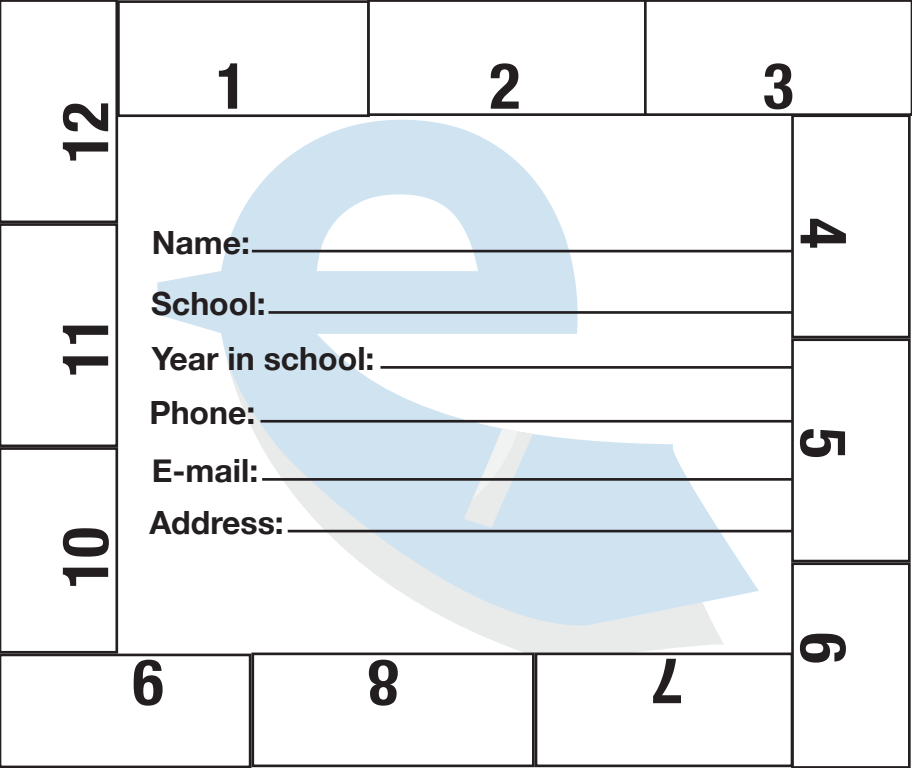 1 2 3
12
4
Name:
School:
11
Year in school:
Phone:
5
E-mail:
Address:
10
6
9 8 7